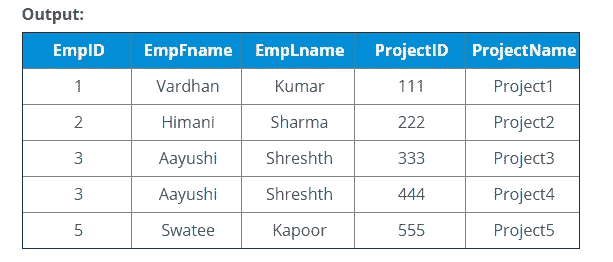 Output:
EmpID EmpFname EmpLname ProjectID ProjectName
1 Vardhan Kumar 111 Project1
2 Himani Sharma 222 Project2
3 Aayushi Shreshth 333 Project3
3 Aayushi Shreshth 444 Project4
5 Swatee Kapoor 555 Project5